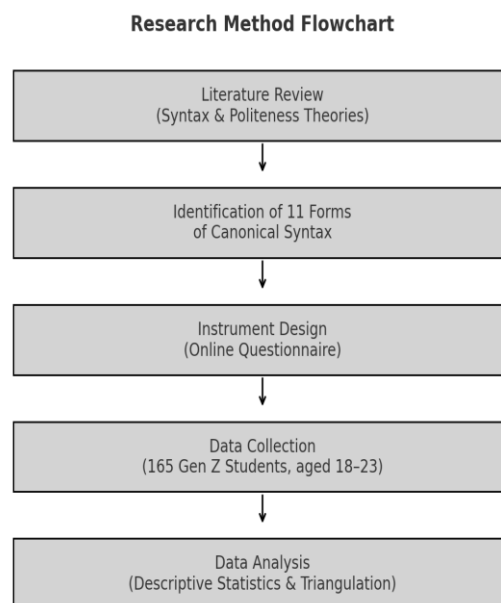 Research Method Flowchart
Literature Review
(Syntax & Politeness Theories)
Identification of 11 Forms
of Canonical Syntax
Instrument Design
(Online Questionnaire)
Data Collection
(165 Gen Z Students, aged 18–23)
Data Analysis
(Descriptive Statistics & Triangulation)